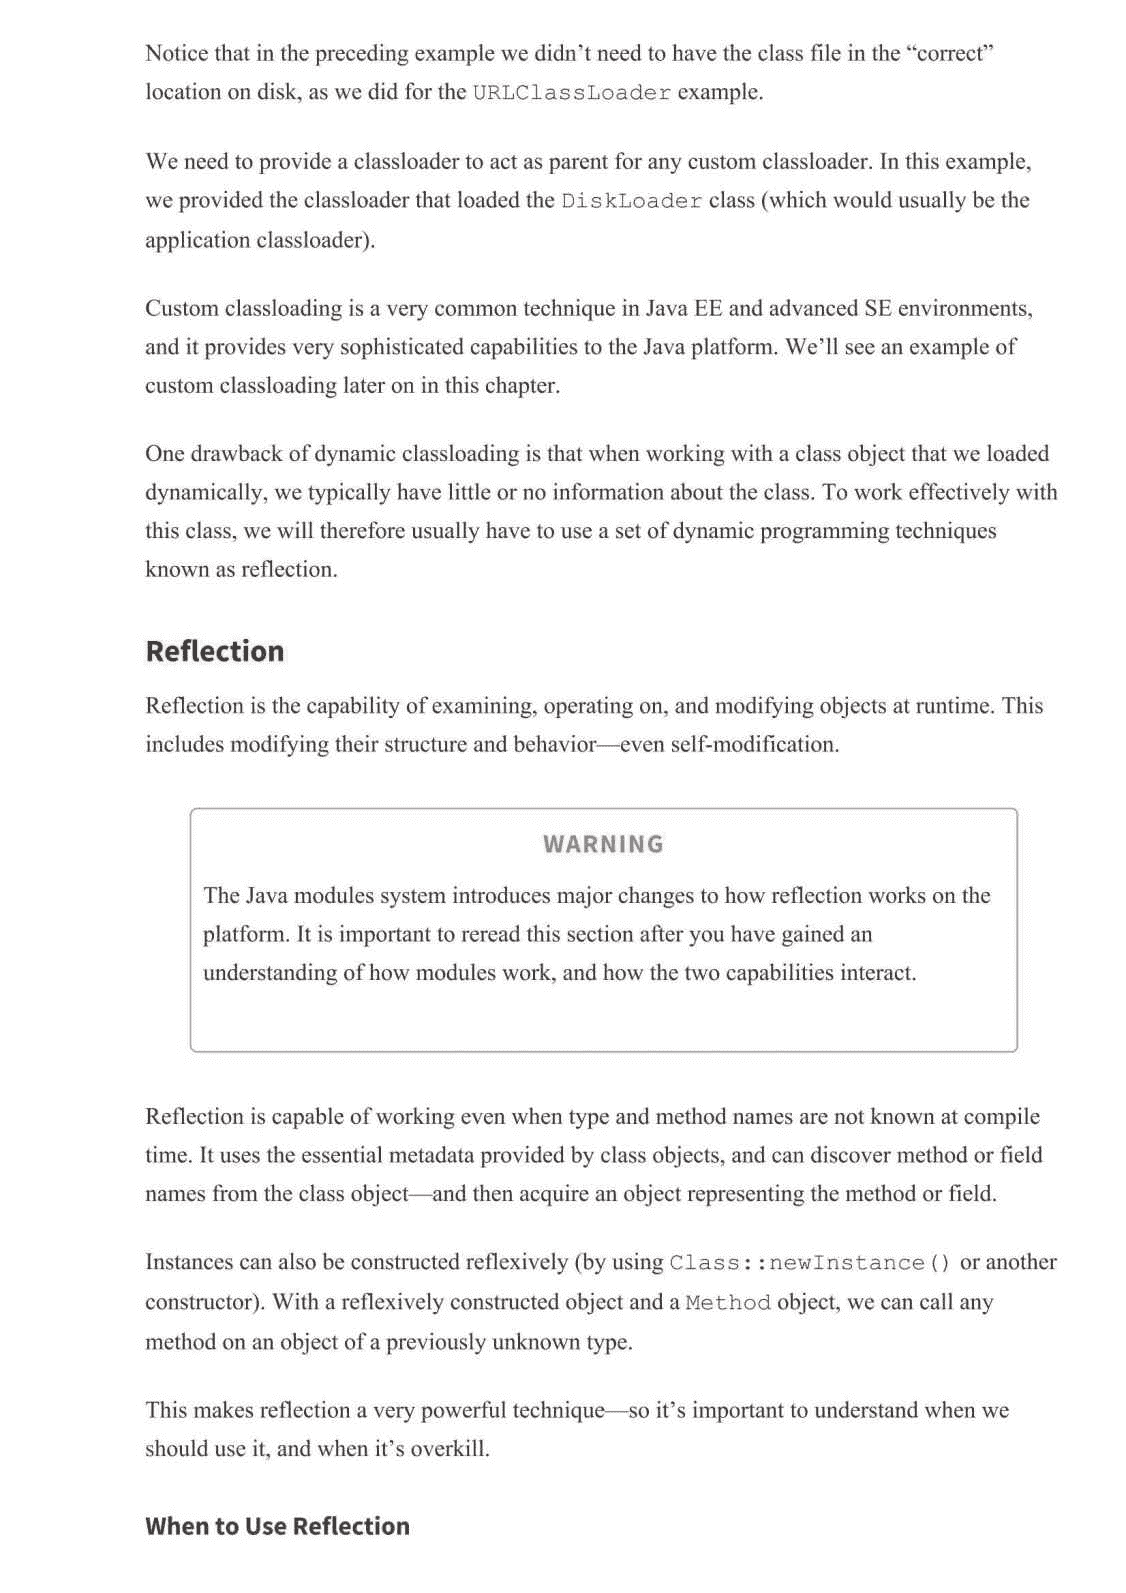 Notice that in the preceding example we didn’t need to have the class file in the “correct”
location on disk, as we did for the URLClassLoader example.
We need to provide a classloader to act as parent for any custom classloader. In this example,
we provided the classloader that loaded the DiskLoader class (which would usually be the
application classloader).
Custom classloading is a very common technique in Java EE and advanced SE environments,
and it provides very sophisticated capabilities to the Java platform. We’ll see an example of
custom classloading later on in this chapter.
One drawback of dynamic classloading is that when working with a class object that we loaded
dynamically, we typically have little or no information about the class. To work effectively with
this class, we will therefore usually have to use a set of dynamic programming techniques
known as reflection.
Reflection
Reflection is the capability of examining, operating on, and modifying objects at runtime. This
includes modifying their structure and behavior—even self-modification.
WARNING
The Java modules system introduces major changes to how reflection works on the
platform. It is important to reread this section after you have gained an
understanding of how modules work, and how the two capabilities interact.
Reflection is capable of working even when type and method names are not known at compile
time. It uses the essential metadata provided by class objects, and can discover method or field
names from the class object—and then acquire an object representing the method or field.
Instances can also be constructed reflexively (by using Class::newInstance() or another
constructor). With a reflexively constructed object and a Method object, we can call any
method on an object of a previously unknown type.
This makes reflection a very powerful technique—so it’s important to understand when we
should use it, and when it’s overkill.
When to Use Reflection